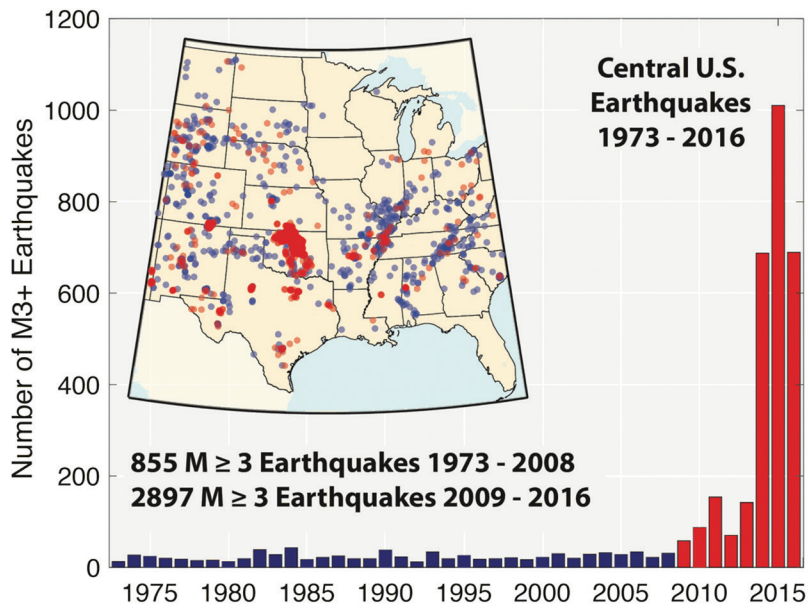 1200
1000
800
600
400
200
0
Number of M3+ Earthquakes
Central U.S.
Earthquakes
1973 - 2016
855 M ≥ 3 Earthquakes 1973 - 2008
2897 M ≥ 3 Earthquakes 2009 - 2016
1975 1980 1985 1990 1995 2000 2005 2010 2015